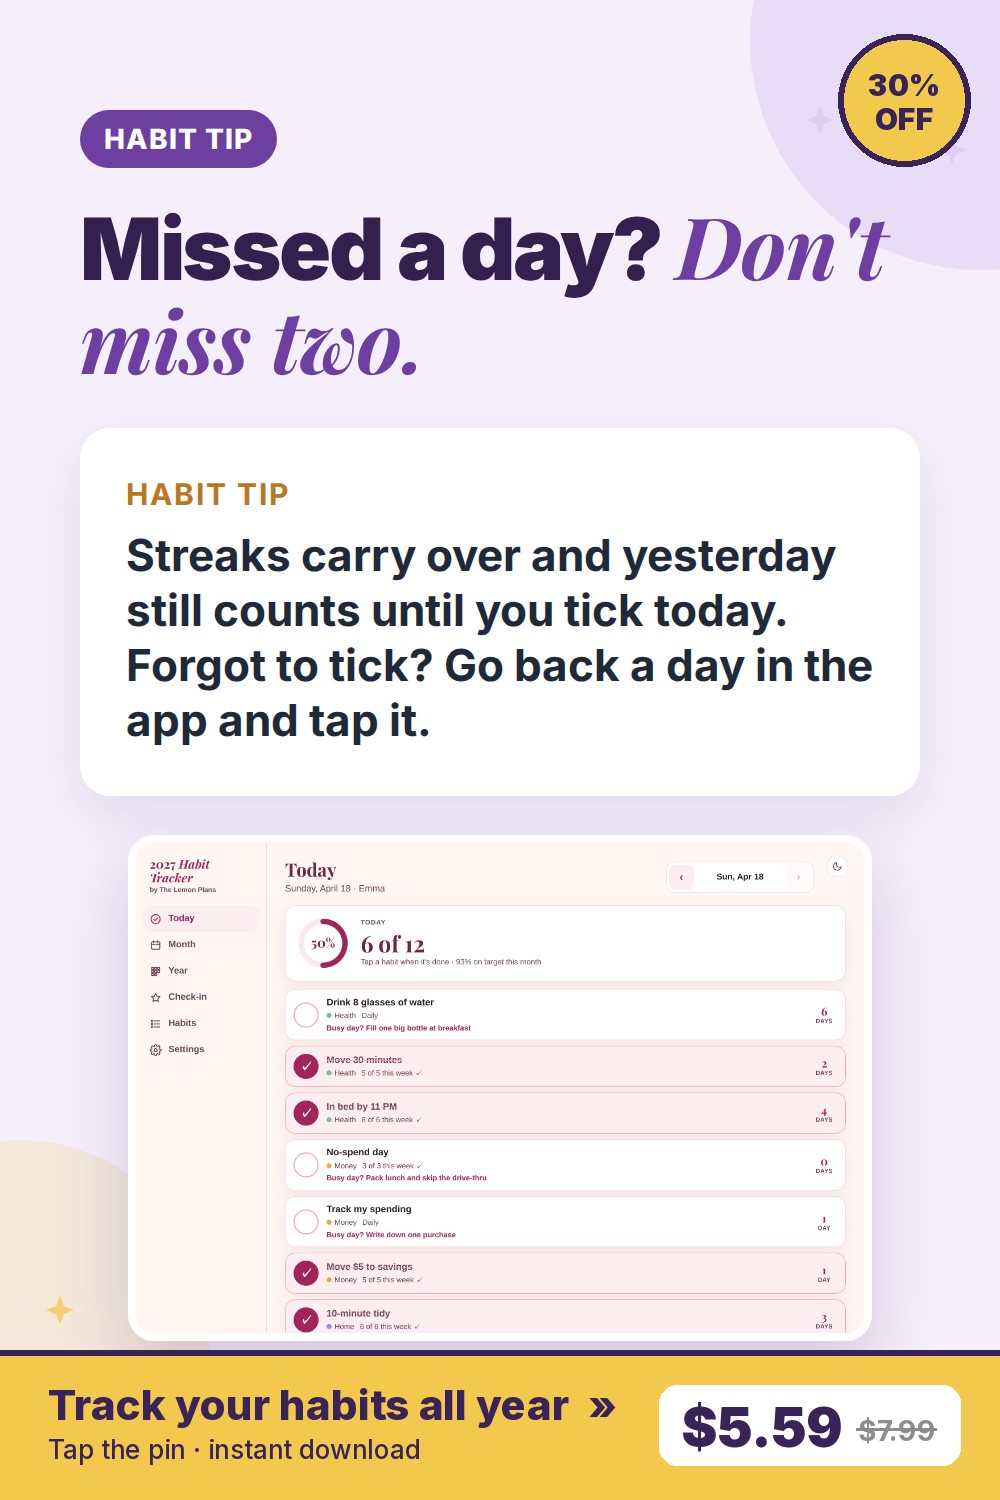 30%
OFF
HABIT TIP
Missed a day? Don't
miss two.
HABIT TIP
Streaks carry over and yesterday
still counts until you tick today.
Forgot to tick? Go back a day in the
app and tap it.
2027 Habit
Tracker
by The Lemon Plans
Today
Month
Year
Check-in
Habits
Settings
Today
Sunday, April 18 · Emma
‹ Sun, Apr 18 ›
50%
TODAY
6 of 12
Tap a habit when it's done · 93% on target this month
Drink 8 glasses of water
Health Daily
Busy day? Fill one big bottle at breakfast
6
DAYS
✓
Move 30 minutes
Health 5 of 5 this week ✓
2
DAYS
✓
In bed by 11 PM
Health 6 of 6 this week ✓
4
DAYS
No-spend day
Money 3 of 3 this week ✓
Busy day? Pack lunch and skip the drive-thru
0
DAYS
Track my spending
Money Daily
Busy day? Write down one purchase
1
DAY
✓
Move $5 to savings
Money 5 of 5 this week ✓
1
DAY
✓
10-minute tidy
Home 6 of 6 this week ✓
3
DAYS
Track your habits all year »
Tap the pin · instant download
$5.59 $7.99